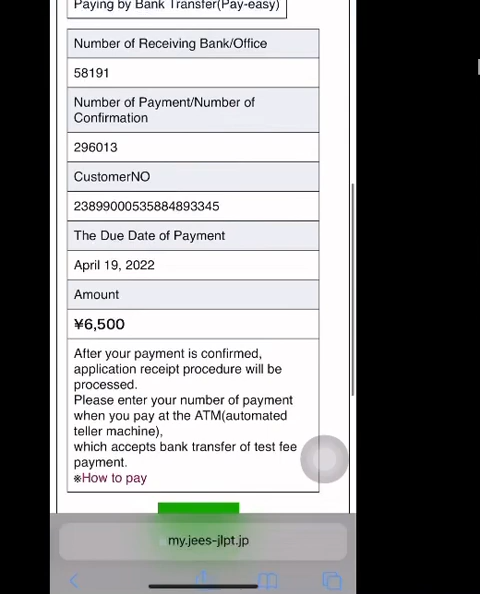 Paying by Bank Transfer(Pay-easy)
Number of Receiving Bank/Office
58191
Number of Payment/Number of
Confirmation
296013
CustomerNO
23899000535884893345
The Due Date of Payment
April 19, 2022
Amount
¥6,500
After your payment is confirmed,
application receipt procedure will be
processed.
Please enter your number of payment
when you pay at the ATM(automated
teller machine),
which accepts bank transfer of test fee
payment.
※How to pay
my.jees-jlpt.jp